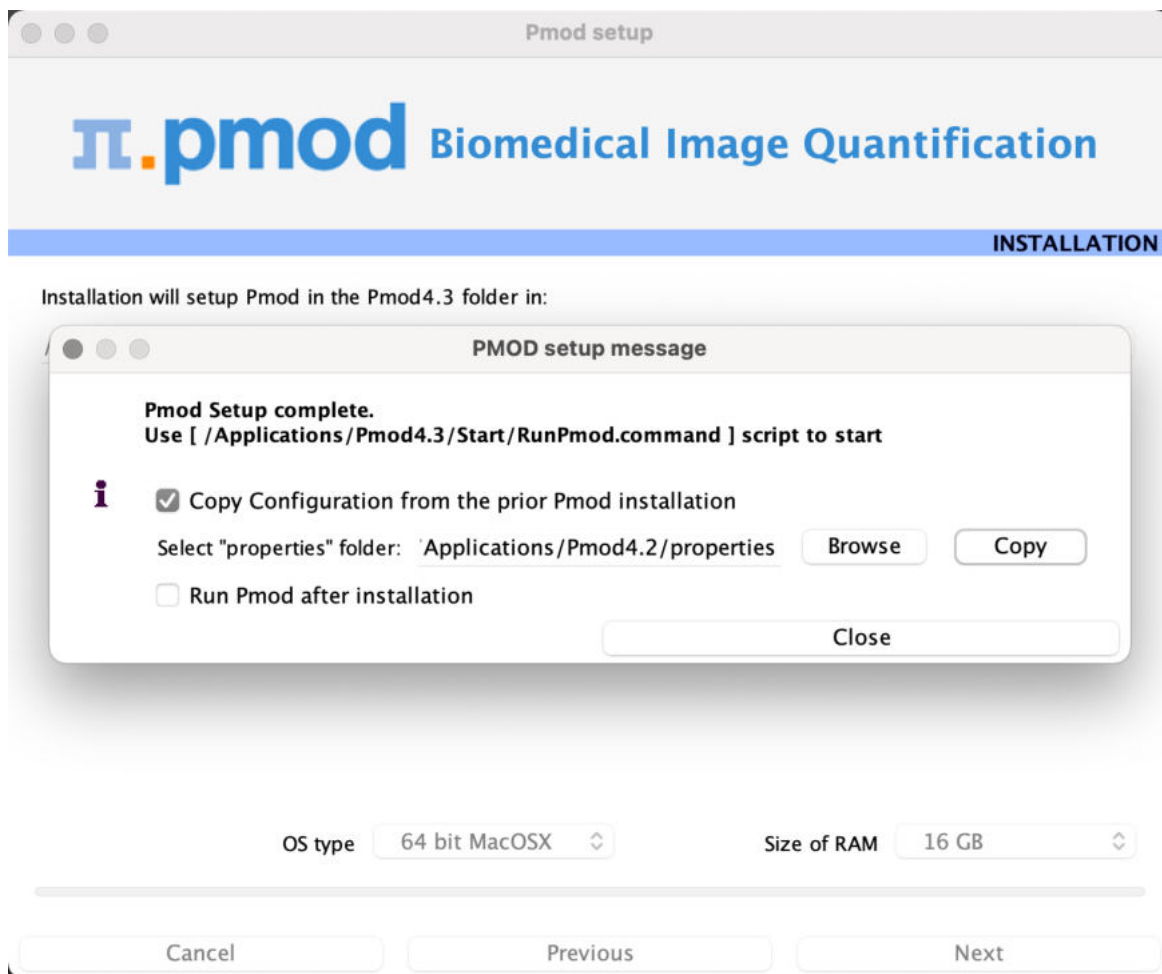 Pmod setup
π.pmod Biomedical Image Quantification
INSTALLATION
Installation will setup Pmod in the Pmod4.3 folder in:
PMOD setup message
Pmod Setup complete.
Use [ /Applications/Pmod4.3/Start/RunPmod.command ] script to start
Copy Configuration from the prior Pmod installation
Select "properties" folder: Applications/Pmod4.2/properties Browse Copy
Run Pmod after installation
Close
OS type 64 bit MacOSX Size of RAM 16 GB
Cancel Previous Next